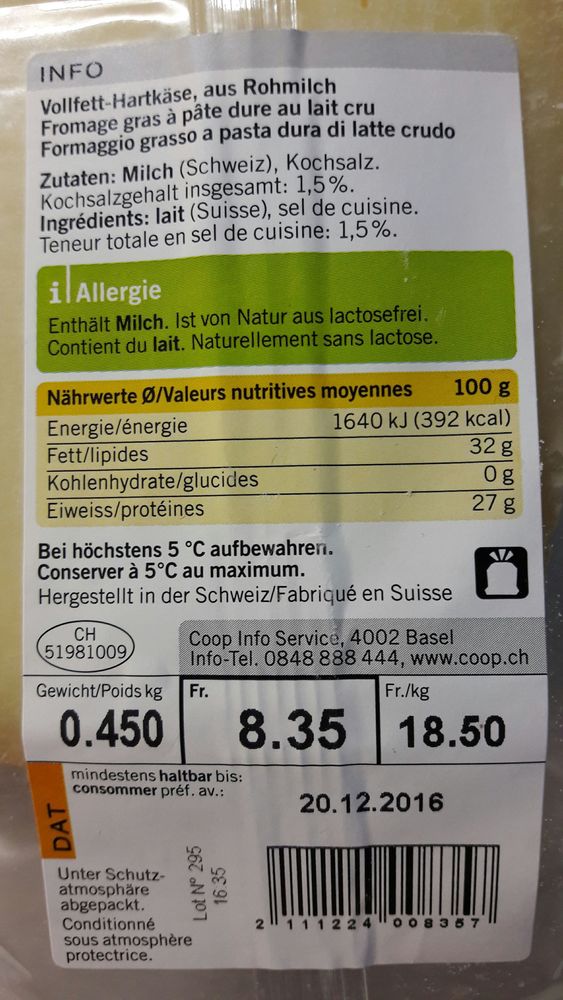 INFO
Vollfett-Hartkäse, aus Rohmilch
Fromage gras à pâte dure au lait cru
Formaggio grasso a pasta dura di latte crudo
Zutaten: Milch (Schweiz), Kochsalz.
Kochsalzgehalt insgesamt: 1,5%.
Ingrédients: lait (Suisse), sel de cuisine.
Teneur totale en sel de cuisine: 1,5%.
i Allergie
Enthält Milch. Ist von Natur aus lactosefrei.
Contient du lait. Naturellement sans lactose.
Nährwerte Ø/Valeurs nutritives moyennes 100 g
Energie/énergie 1640 kJ (392 kcal)
Fett/lipides 32 g
Kohlenhydrate/glucides 0 g
Eiweiss/protéines 27 g
Bei höchstens 5 °C aufbewahren.
Conserver à 5°C au maximum.
Hergestellt in der Schweiz/Fabriqué en Suisse
CH
51981009
Coop Info Service, 4002 Basel
Info-Tel. 0848 888 444, www.coop.ch
Gewicht/Poids kg Fr. Fr./kg
0.450 8.35 18.50
DAT
mindestens haltbar bis:
consommer préf. av.:
20.12.2016
Unter Schutz-
atmosphäre
abgepackt.
Conditionné
sous atmosphère
protectrice.
Lot N° 295
16 35
2 111224 008357